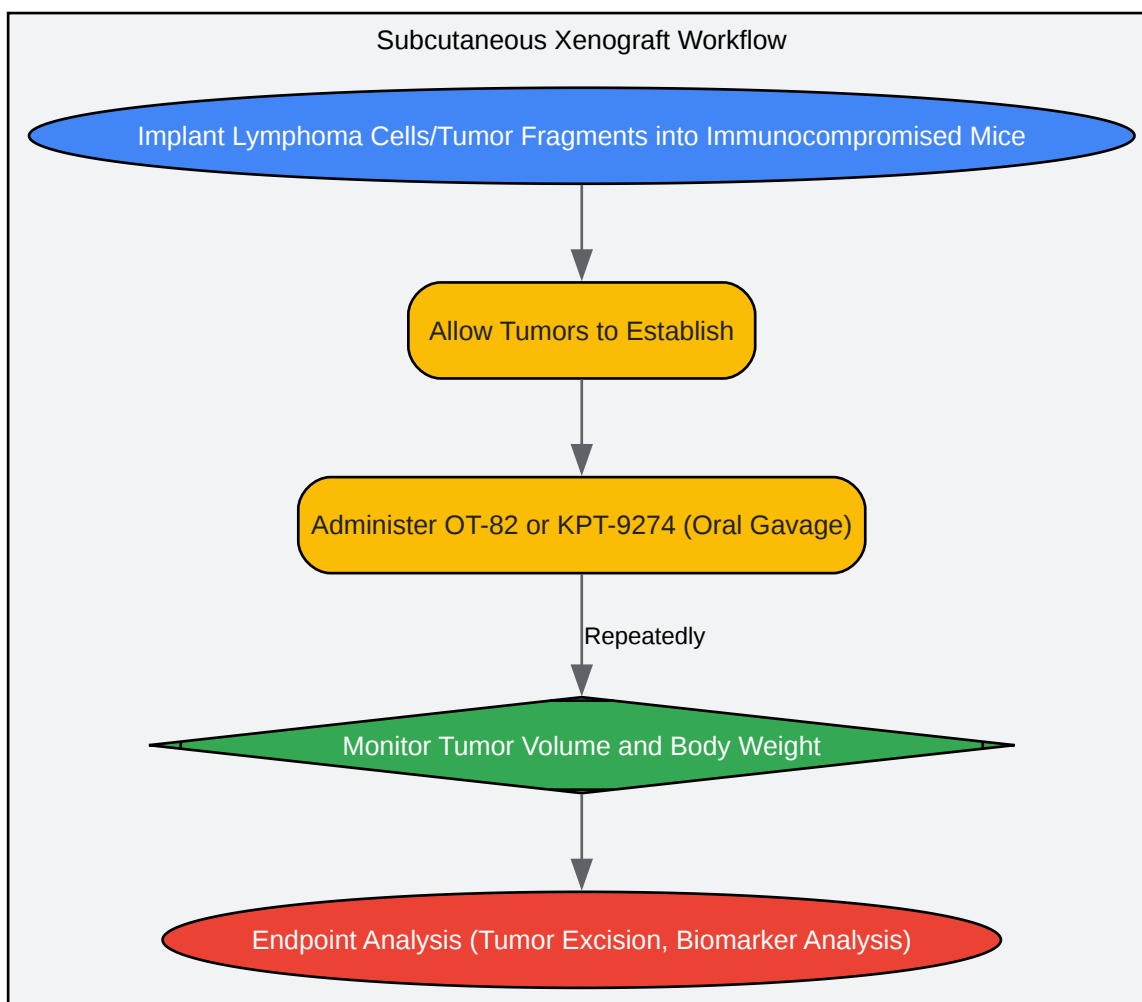 Subcutaneous Xenograft Workflow
Implant Lymphoma Cells/Tumor Fragments into Immunocompromised Mice
Allow Tumors to Establish
Administer OT-82 or KPT-9274 (Oral Gavage)
Repeatedly
Monitor Tumor Volume and Body Weight
Endpoint Analysis (Tumor Excision, Biomarker Analysis)